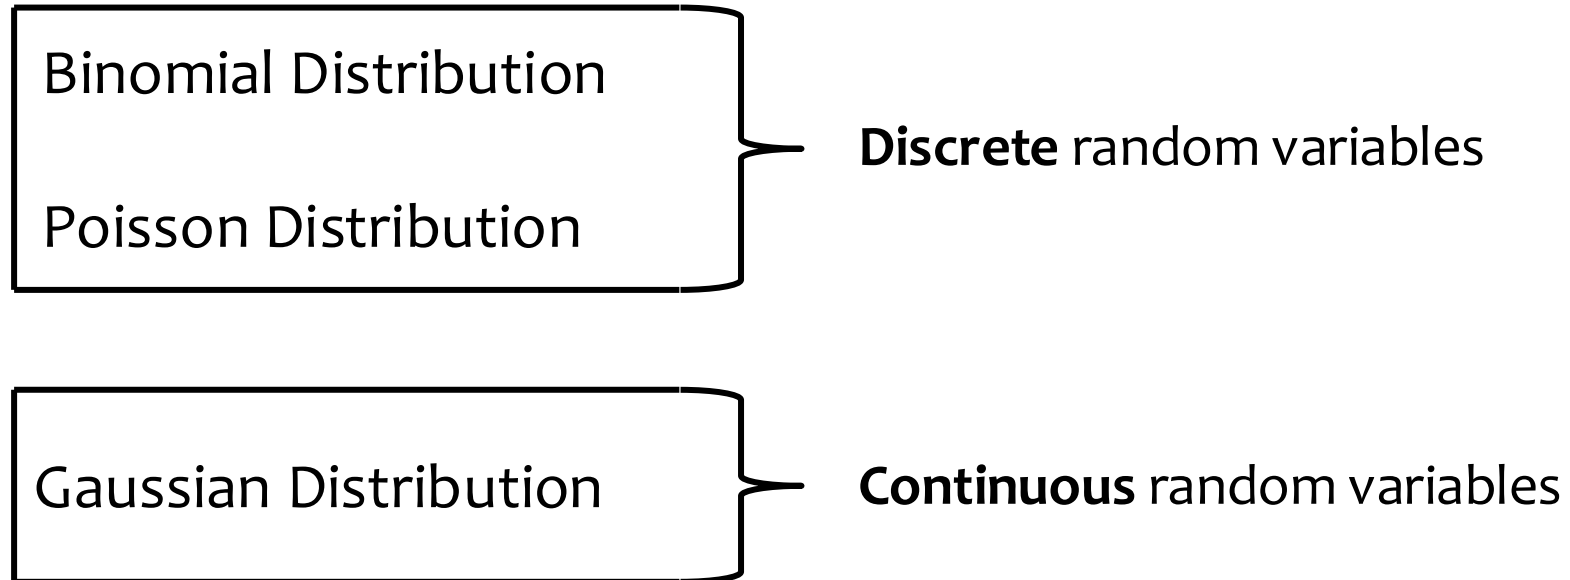 Binomial Distribution
Poisson Distribution
Discrete random variables
Gaussian Distribution
Continuous random variables